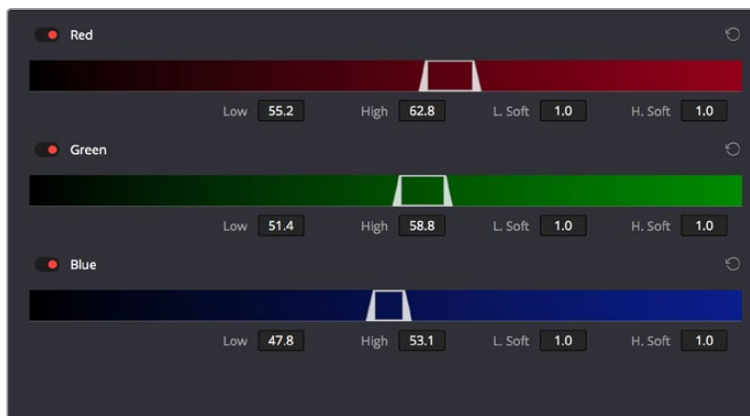 Red
Low 55.2 High 62.8 L. Soft 1.0 H. Soft 1.0
Green
Low 51.4 High 58.8 L. Soft 1.0 H. Soft 1.0
Blue
Low 47.8 High 53.1 L. Soft 1.0 H. Soft 1.0